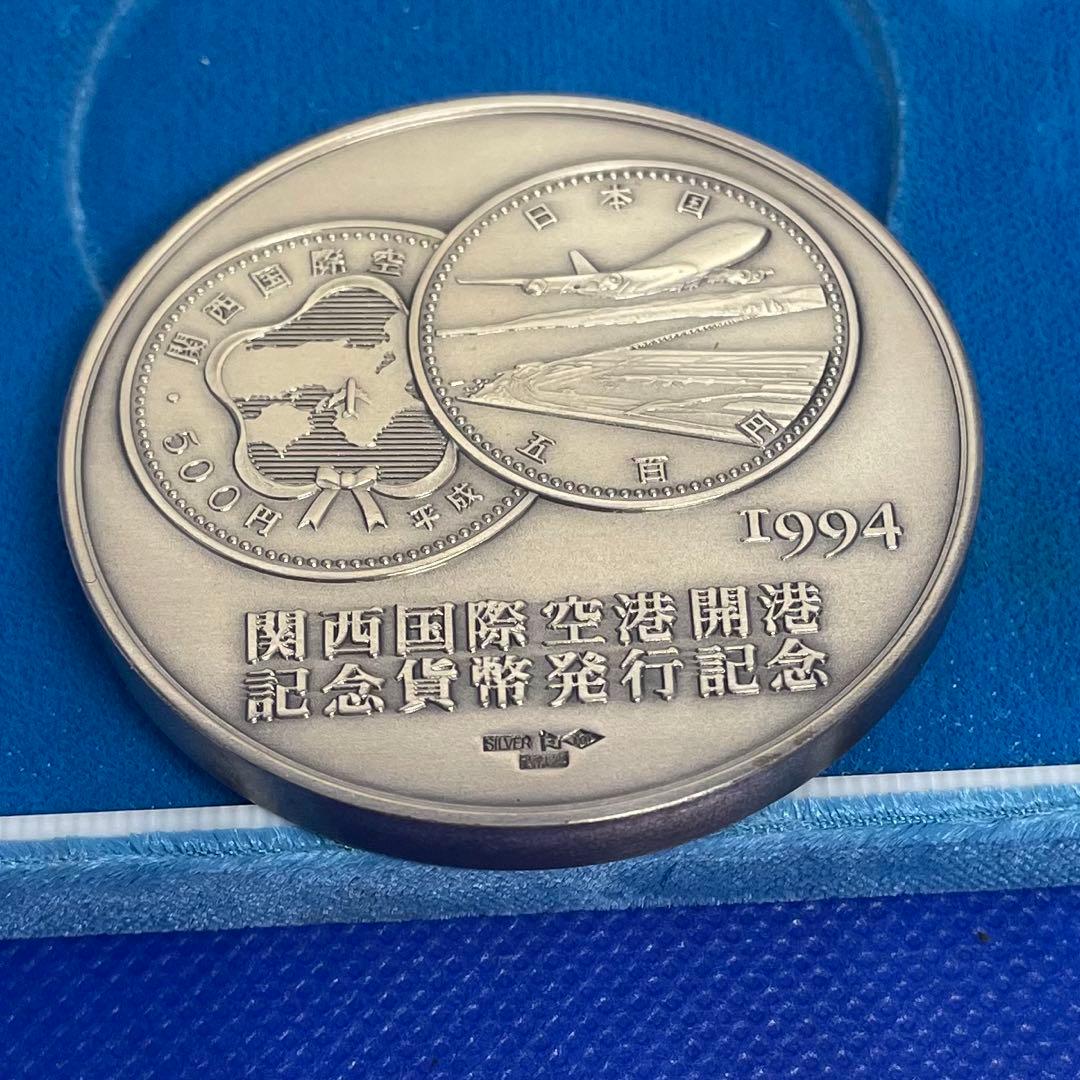 日本国
五百円
関西国際空
・500円
平成
1994
関西国際空港開港
記念貨幣発行記念
SILVER